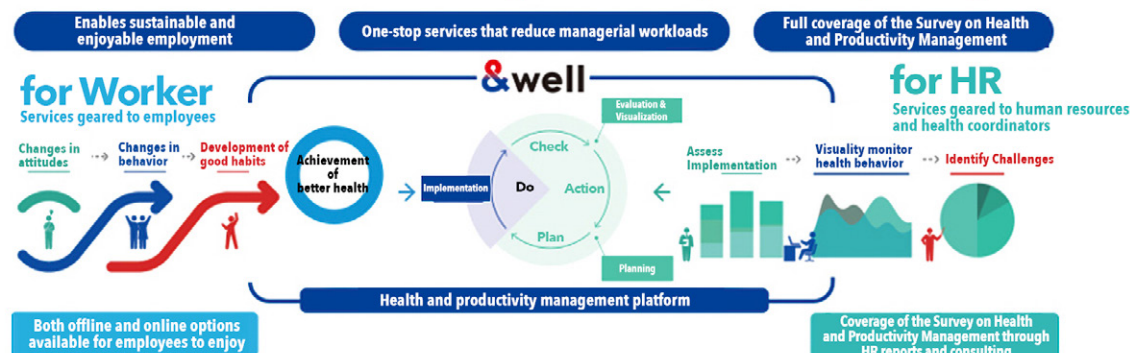 Enables sustainable and
enjoyable employment
One-stop services that reduce managerial workloads
Full coverage of the Survey on Health
and Productivity Management
&well
for Worker
Services geared to employees
for HR
Services geared to human resources
and health coordinators
Changes in
attitudes
Changes in
behavior
Development of
good habits
Achievement
of
better health
Implementation
Do
Check
Action
Plan
Evaluation &
Visualization
Planning
Assess
Implementation
Visuality monitor
health behavior
Identify Challenges
Health and productivity management platform
Both offline and online options
available for employees to enjoy
Coverage of the Survey on Health
and Productivity Management through
HR reports and consulting